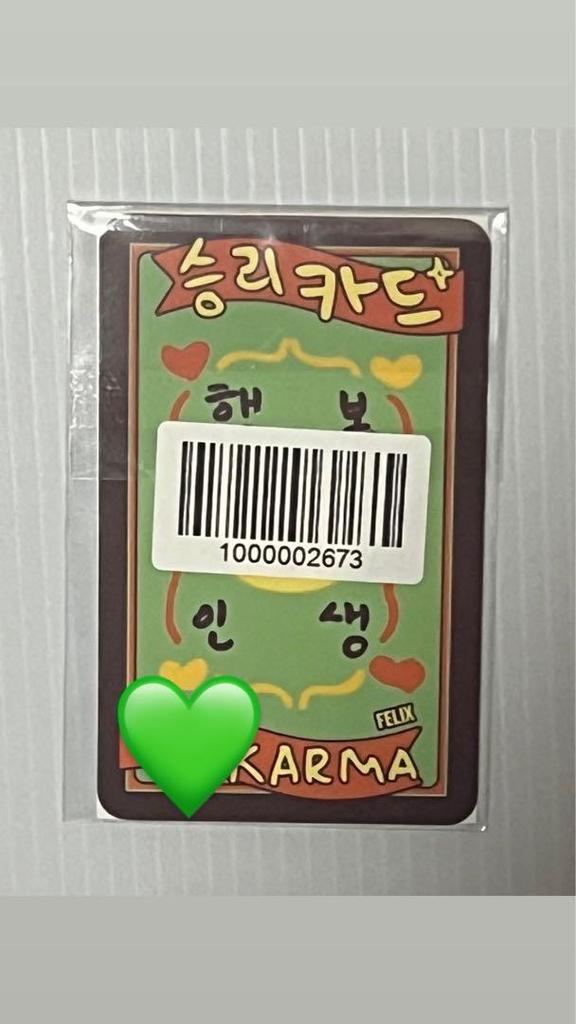 승리 카드
해 보
1000002673
인 생
FELIX
KARMA